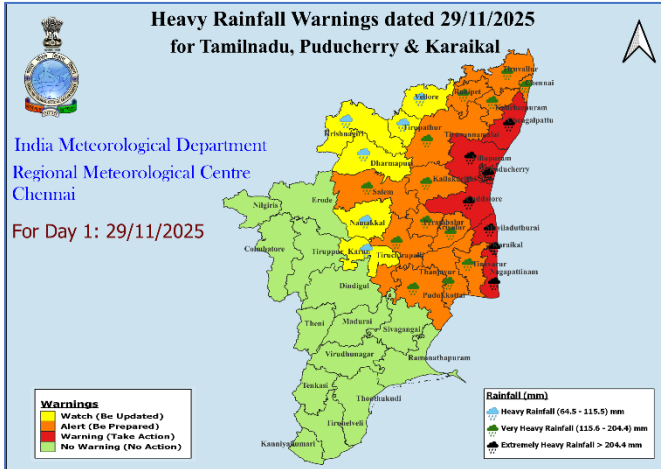 Heavy Rainfall Warnings dated 29/11/2025
for Tamilnadu, Puducherry & Karaikal
India Meteorological Department
Regional Meteorological Centre
Chennai
For Day 1: 29/11/2025
Tiruvallur
Chennai
Ranipet
Vellore
Kancheepuram
Chengalpattu
Krishnagiri
Tirupathur
Tiruvannamalai
Dharmapuri
Villupuram
Puducherry
Kallakurichi
Salem
Erode
Nilgiris
Cuddalore
Namakkal
Perambalur
Ariyalur
Mayiladuthurai
Karaikal
Coimbatore
Tiruppur
Karur
Tiruchirapalli
Tiruvarur
Nagapattinam
Thanjavur
Dindigul
Pudukkottai
Theni
Madurai
Sivagangai
Virudhunagar
Ramanathapuram
Tenkasi
Thoothukudi
Tirunelveli
Kanniyakumari
Warnings
Watch (Be Updated)
Alert (Be Prepared)
Warning (Take Action)
No Warning (No Action)
Rainfall (mm)
Heavy Rainfall (64.5 - 115.5) mm
Very Heavy Rainfall (115.6 - 204.4) mm
Extremely Heavy Rainfall > 204.4 mm